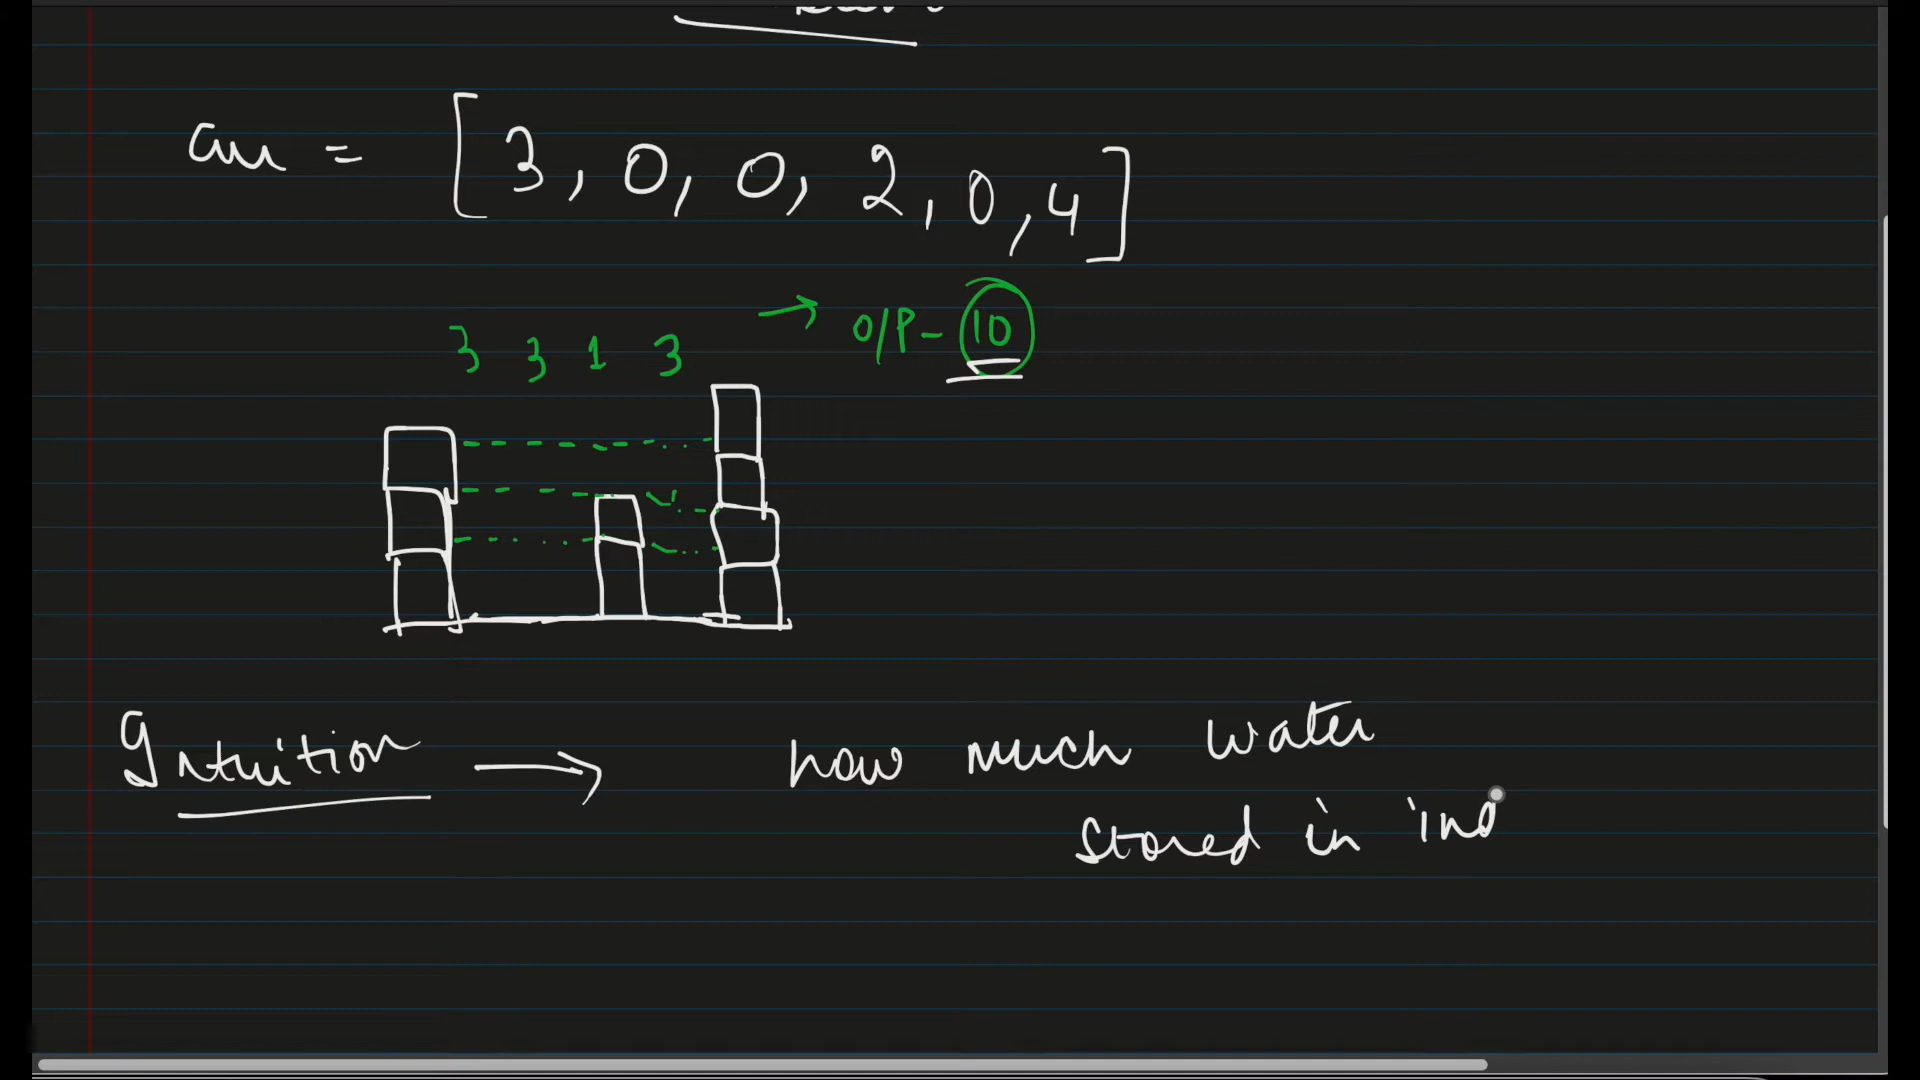 arr = [3, 0, 0, 2, 0, 4]
3 3 1 3 → O/P - 10
Intuition → how much water
stored in ind